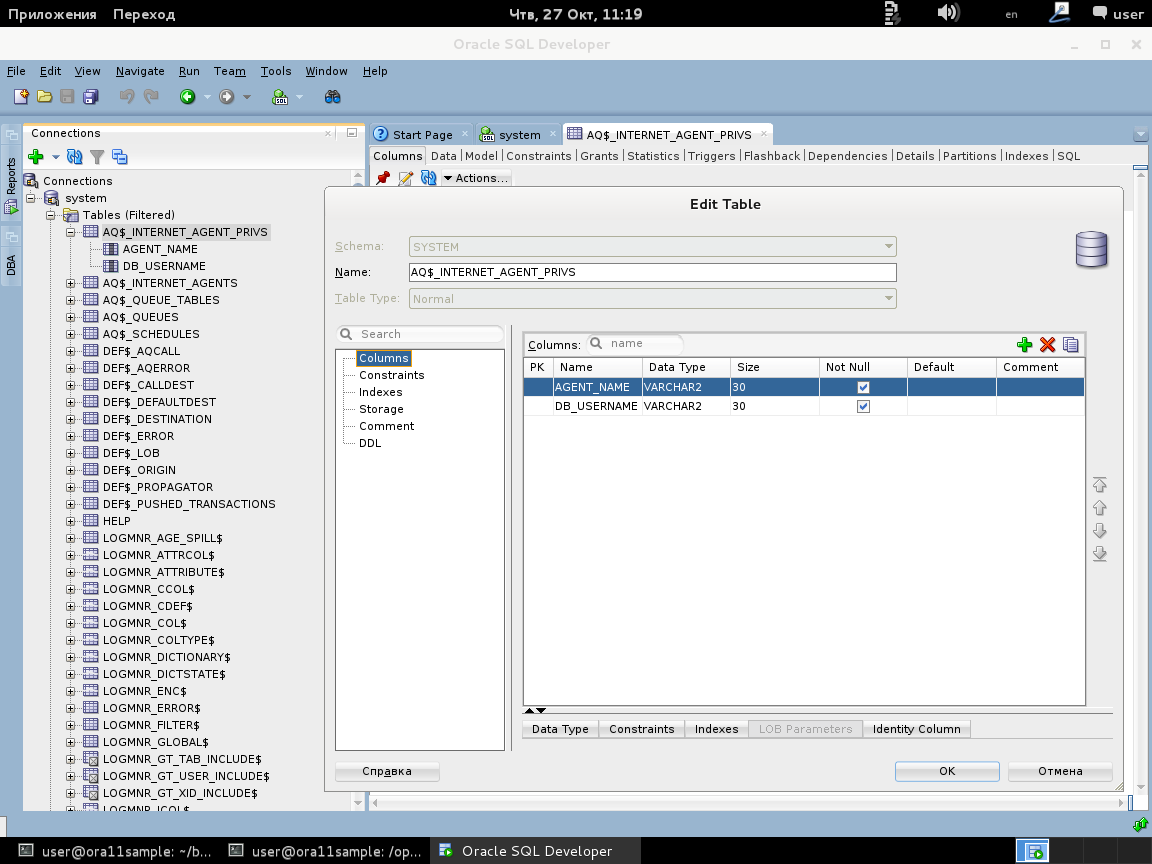 Приложения Переход Чтв, 27 Окт, 11:19 en user
Oracle SQL Developer
File Edit View Navigate Run Team Tools Window Help
SQL
Reports
DBA
Connections
Connections
system
Tables (Filtered)
AQ$_INTERNET_AGENT_PRIVS
AGENT_NAME
DB_USERNAME
AQ$_INTERNET_AGENTS
AQ$_QUEUE_TABLES
AQ$_QUEUES
AQ$_SCHEDULES
DEF$_AQCALL
DEF$_AQERROR
DEF$_CALLDEST
DEF$_DEFAULTDEST
DEF$_DESTINATION
DEF$_ERROR
DEF$_LOB
DEF$_ORIGIN
DEF$_PROPAGATOR
DEF$_PUSHED_TRANSACTIONS
HELP
LOGMNR_AGE_SPILL$
LOGMNR_ATTRCOL$
LOGMNR_ATTRIBUTE$
LOGMNR_CCOL$
LOGMNR_CDEF$
LOGMNR_COL$
LOGMNR_COLTYPE$
LOGMNR_DICTIONARY$
LOGMNR_DICTSTATE$
LOGMNR_ENC$
LOGMNR_ERROR$
LOGMNR_FILTER$
LOGMNR_GLOBAL$
LOGMNR_GT_TAB_INCLUDE$
LOGMNR_GT_USER_INCLUDE$
LOGMNR_GT_XID_INCLUDE$
LOGMNR_ICOL$
Start Page system AQ$_INTERNET_AGENT_PRIVS
Columns Data Model Constraints Grants Statistics Triggers Flashback Dependencies Details Partitions Indexes SQL
Actions...
Edit Table
Schema: SYSTEM
Name: AQ$_INTERNET_AGENT_PRIVS
Table Type: Normal
Search
Columns
Constraints
Indexes
Storage
Comment
DDL
Columns: name
PK Name Data Type Size Not Null Default Comment
AGENT_NAME VARCHAR2 30
DB_USERNAME VARCHAR2 30
Data Type Constraints Indexes LOB Parameters Identity Column
Справка OK Отмена
user@ora11sample: ~/b... user@ora11sample: /op... Oracle SQL Developer